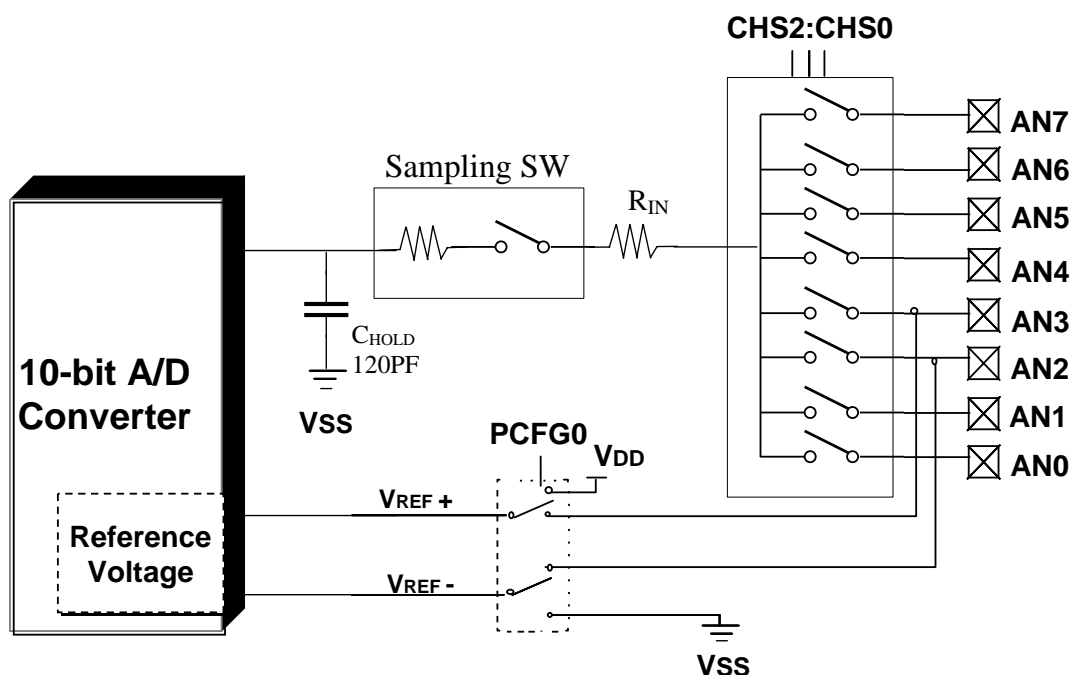 CHS2:CHS0
AN7
Sampling SW
AN6
RIN
AN5
AN4
CHOLD
120PF
AN3
10-bit A/D
Converter
AN2
VSS
PCFG0
AN1
VDD
AN0
VREF +
Reference
Voltage
VREF -
VSS